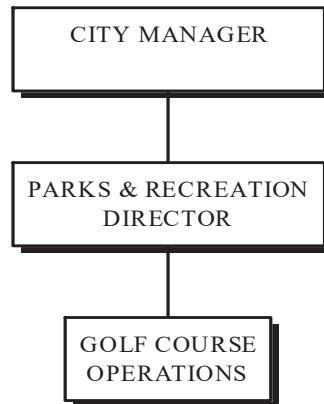 CITY MANAGER
PARKS & RECREATION
DIRECTOR
GOLF COURSE
OPERATIONS